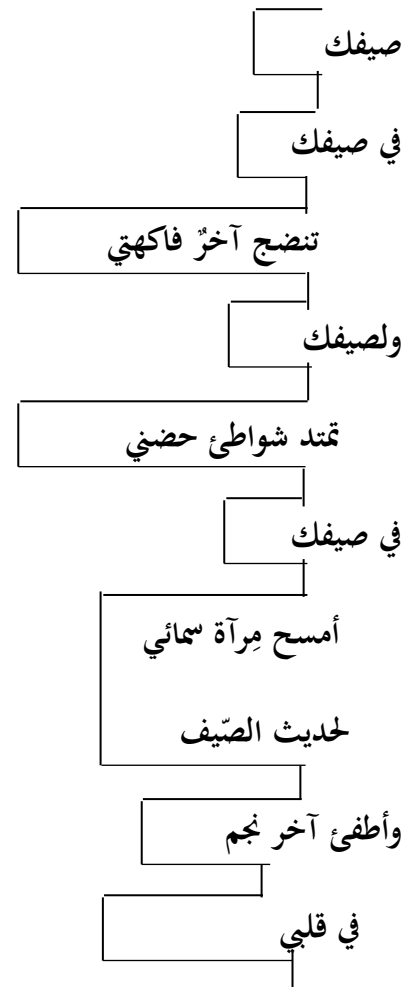 صيفك
في صيفك
تنضج آخرٌ فاكهتي
ولصيفك
تمتد شواطئ حضني
في صيفك
أمسح مِرآة سمائي
لحديث الصّيف
وأطفئ آخر نجم
في قلبي